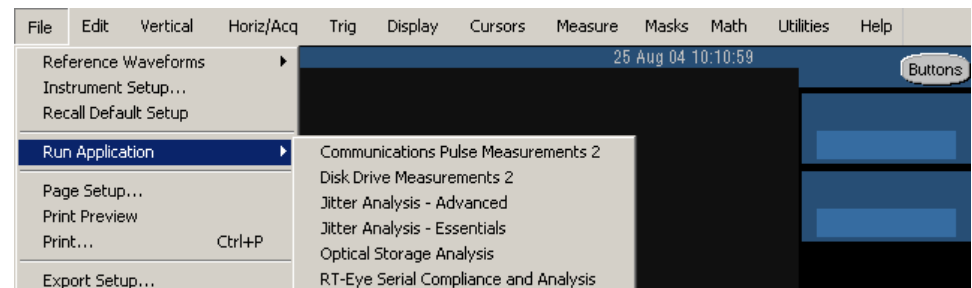 File Edit Vertical Horiz/Acq Trig Display Cursors Measure Masks Math Utilities Help
25 Aug 04 10:10:59
Buttons
Reference Waveforms
Instrument Setup...
Recall Default Setup
Run Application
Communications Pulse Measurements 2
Disk Drive Measurements 2
Jitter Analysis - Advanced
Jitter Analysis - Essentials
Optical Storage Analysis
RT-Eye Serial Compliance and Analysis
Page Setup...
Print Preview
Print... Ctrl+P
Export Setup...